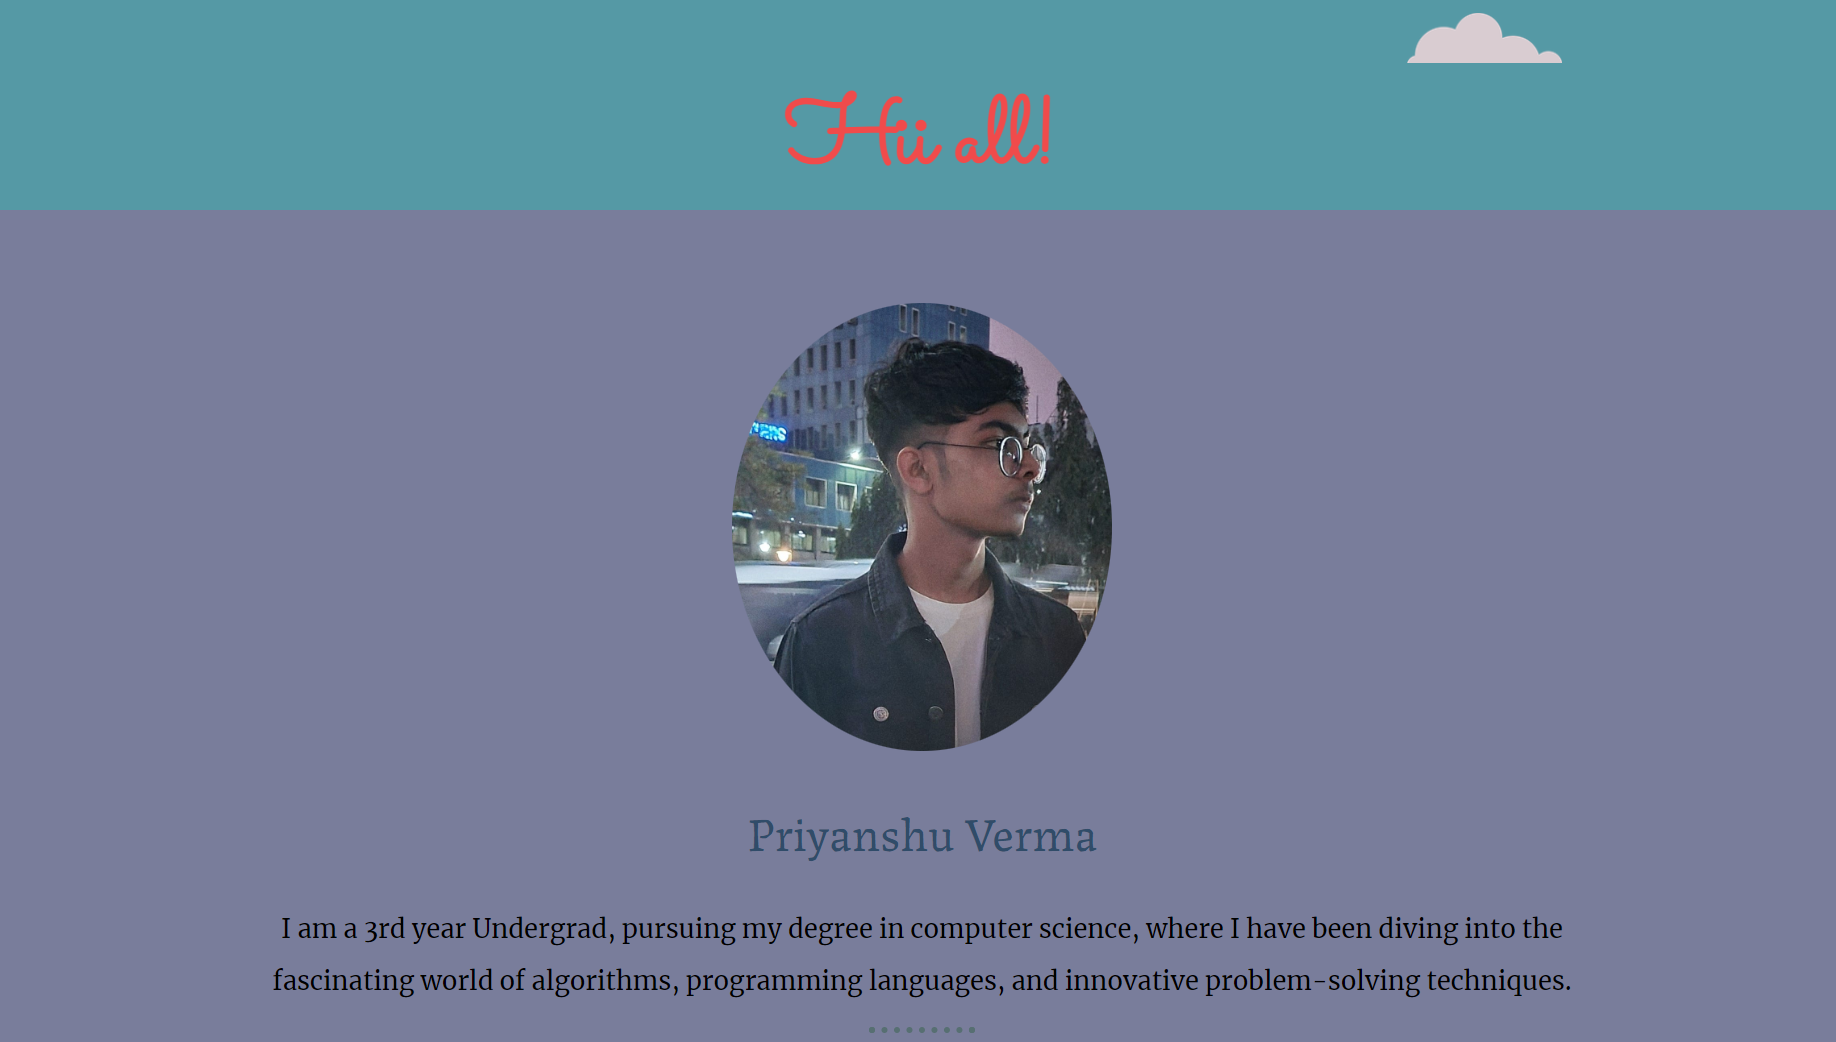 Hii all!
Priyanshu Verma
I am a 3rd year Undergrad, pursuing my degree in computer science, where I have been diving into the
fascinating world of algorithms, programming languages, and innovative problem-solving techniques.